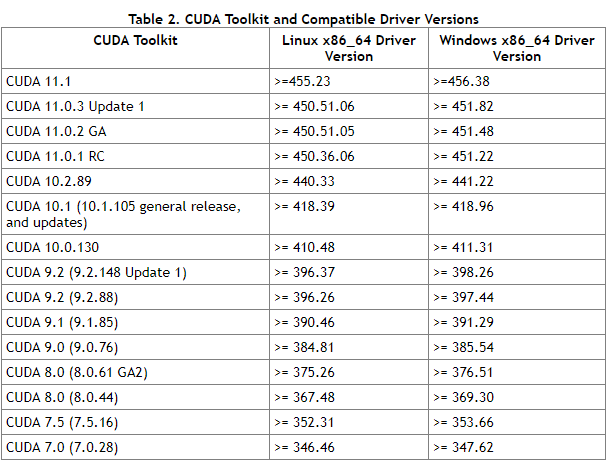 Table 2. CUDA Toolkit and Compatible Driver Versions
CUDA Toolkit Linux x86_64 Driver Version Windows x86_64 Driver Version
CUDA 11.1 >=455.23 >=456.38
CUDA 11.0.3 Update 1 >= 450.51.06 >= 451.82
CUDA 11.0.2 GA >= 450.51.05 >= 451.48
CUDA 11.0.1 RC >= 450.36.06 >= 451.22
CUDA 10.2.89 >= 440.33 >= 441.22
CUDA 10.1 (10.1.105 general release, and updates) >= 418.39 >= 418.96
CUDA 10.0.130 >= 410.48 >= 411.31
CUDA 9.2 (9.2.148 Update 1) >= 396.37 >= 398.26
CUDA 9.2 (9.2.88) >= 396.26 >= 397.44
CUDA 9.1 (9.1.85) >= 390.46 >= 391.29
CUDA 9.0 (9.0.76) >= 384.81 >= 385.54
CUDA 8.0 (8.0.61 GA2) >= 375.26 >= 376.51
CUDA 8.0 (8.0.44) >= 367.48 >= 369.30
CUDA 7.5 (7.5.16) >= 352.31 >= 353.66
CUDA 7.0 (7.0.28) >= 346.46 >= 347.62